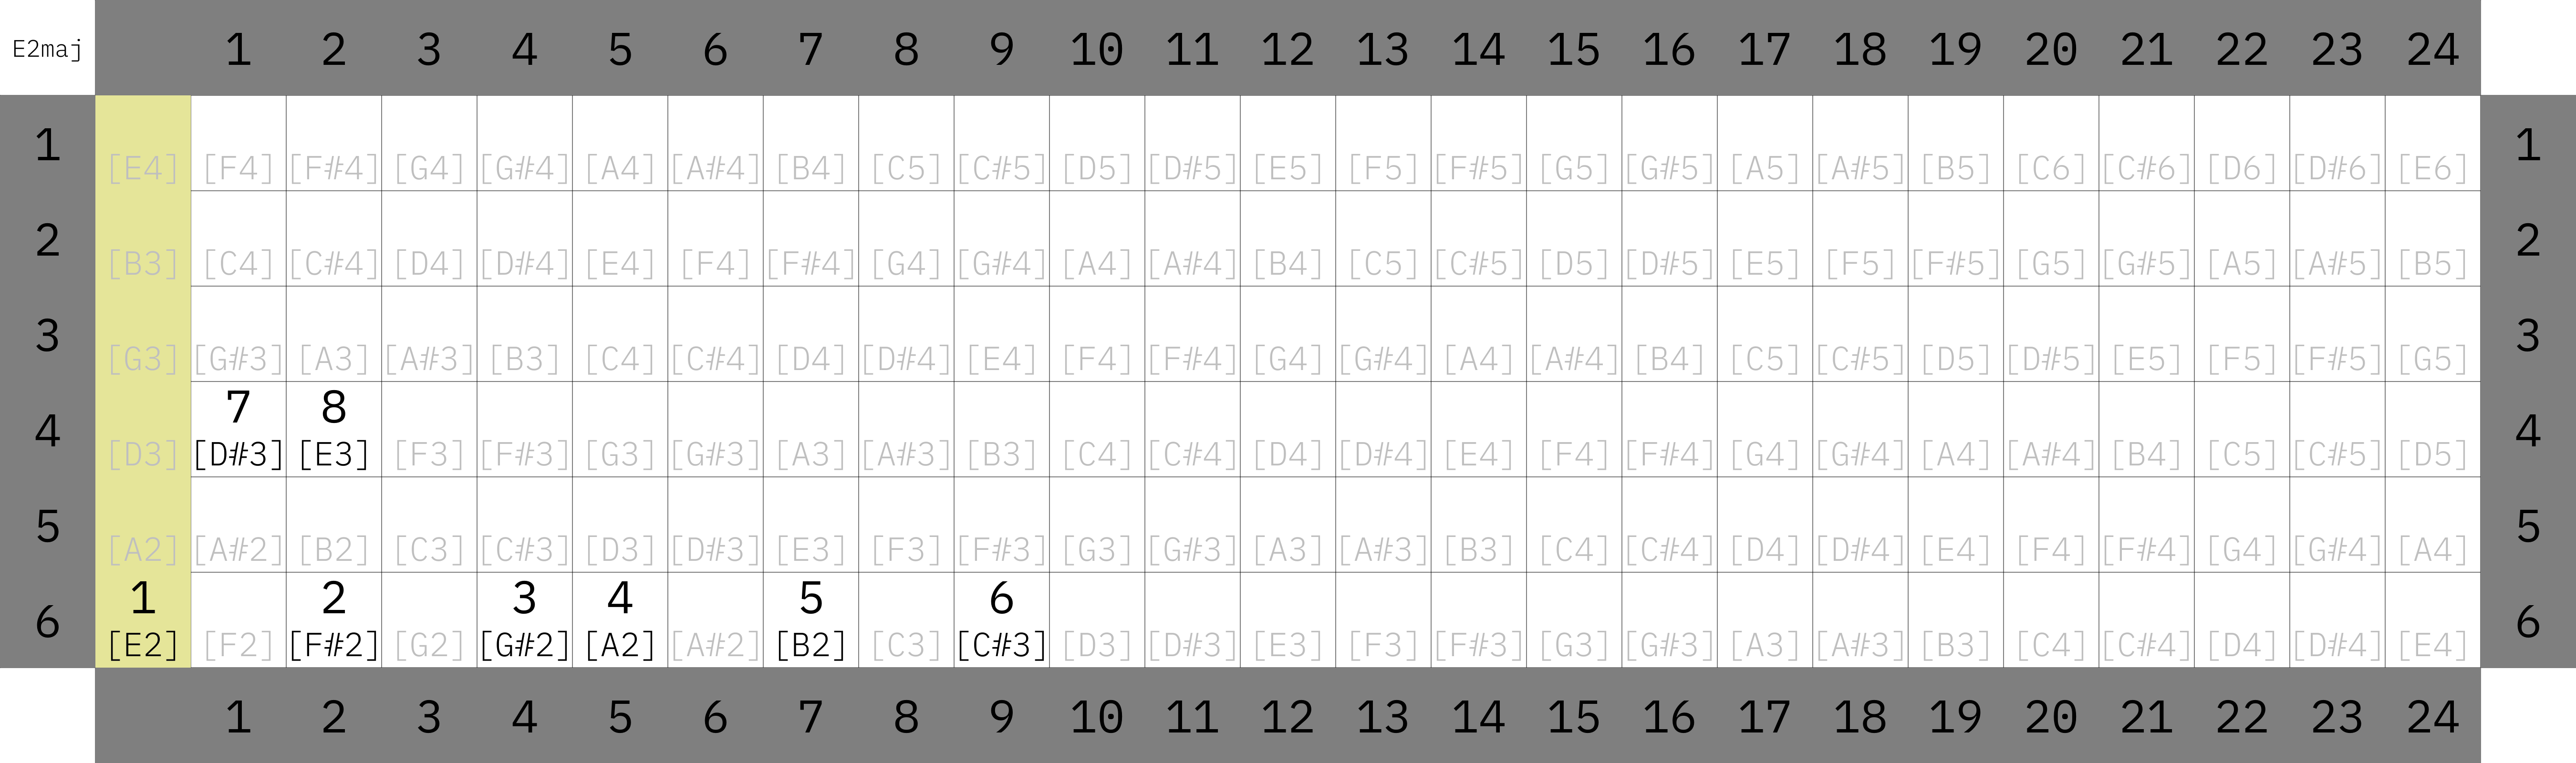 E2maj 1 2 3 4 5 6 7 8 9 10 11 12 13 14 15 16 17 18 19 20 21 22 23 24
1 [E4] [F4] [F#4] [G4] [G#4] [A4] [A#4] [B4] [C5] [C#5] [D5] [D#5] [E5] [F5] [F#5] [G5] [G#5] [A5] [A#5] [B5] [C6] [C#6] [D6] [D#6] [E6] 1
2 [B3] [C4] [C#4] [D4] [D#4] [E4] [F4] [F#4] [G4] [G#4] [A4] [A#4] [B4] [C5] [C#5] [D5] [D#5] [E5] [F5] [F#5] [G5] [G#5] [A5] [A#5] [B5] 2
3 [G3] [G#3] [A3] [A#3] [B3] [C4] [C#4] [D4] [D#4] [E4] [F4] [F#4] [G4] [G#4] [A4] [A#4] [B4] [C5] [C#5] [D5] [D#5] [E5] [F5] [F#5] [G5] 3
7 8
4 [D3] [D#3] [E3] [F3] [F#3] [G3] [G#3] [A3] [A#3] [B3] [C4] [C#4] [D4] [D#4] [E4] [F4] [F#4] [G4] [G#4] [A4] [A#4] [B4] [C5] [C#5] [D5] 4
5 [A2] [A#2] [B2] [C3] [C#3] [D3] [D#3] [E3] [F3] [F#3] [G3] [G#3] [A3] [A#3] [B3] [C4] [C#4] [D4] [D#4] [E4] [F4] [F#4] [G4] [G#4] [A4] 5
1 2 3 4 5 6
6 [E2] [F2] [F#2] [G2] [G#2] [A2] [A#2] [B2] [C3] [C#3] [D3] [D#3] [E3] [F3] [F#3] [G3] [G#3] [A3] [A#3] [B3] [C4] [C#4] [D4] [D#4] [E4] 6
1 2 3 4 5 6 7 8 9 10 11 12 13 14 15 16 17 18 19 20 21 22 23 24